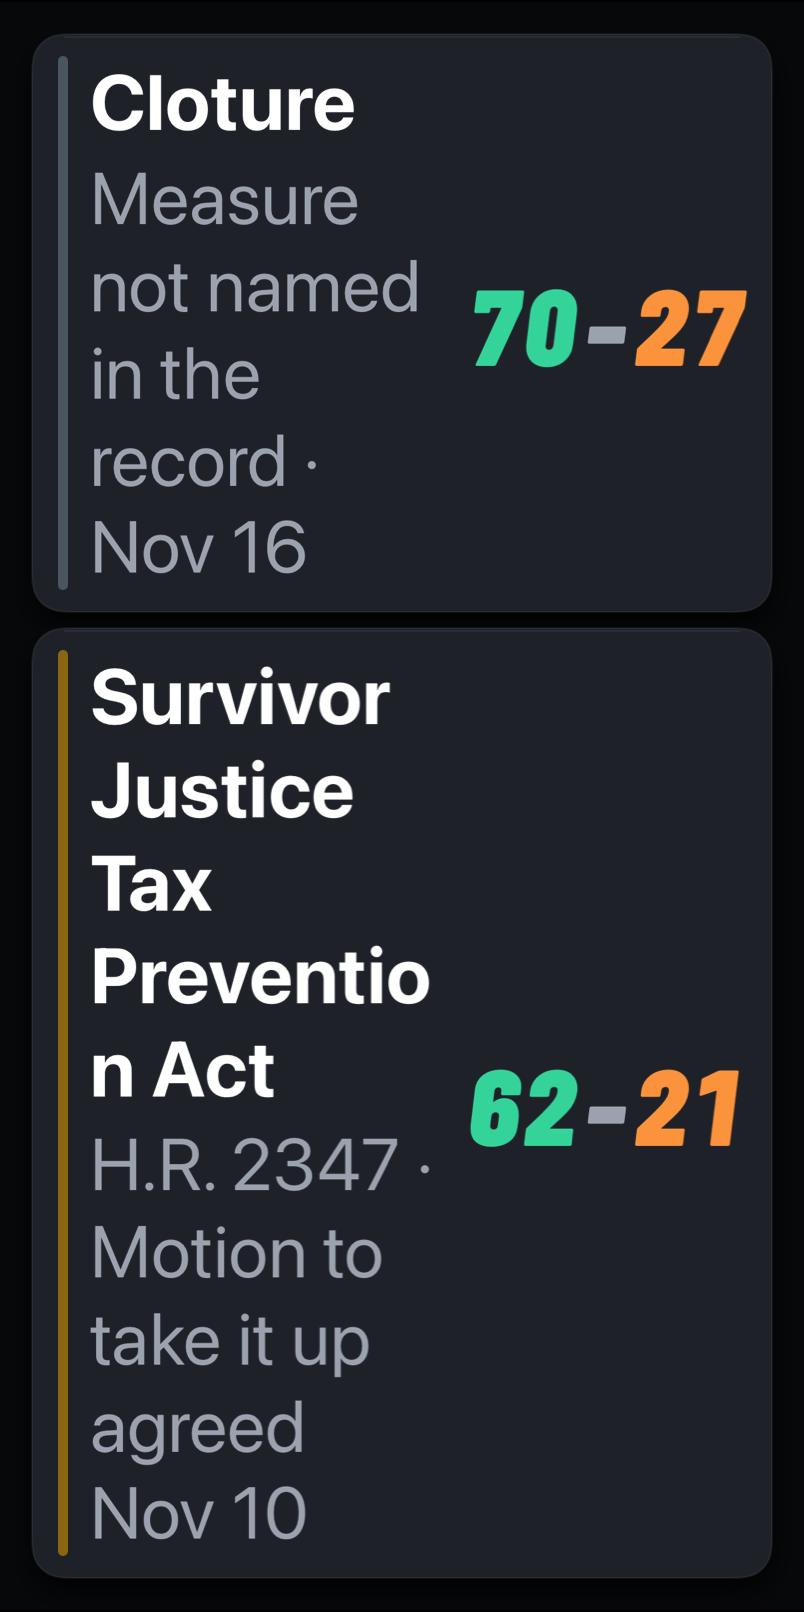 Cloture
Measure
not named
in the
record ·
Nov 16
70-27
Survivor
Justice
Tax
Preventio
n Act
H.R. 2347 ·
Motion to
take it up
agreed
Nov 10
62-21